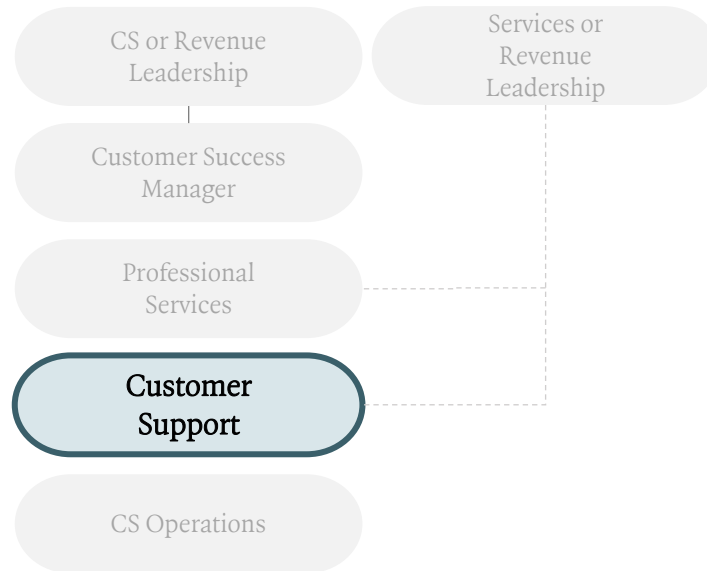 CS or Revenue
Leadership
Services or
Revenue
Leadership
Customer Success
Manager
Professional
Services
Customer
Support
CS Operations